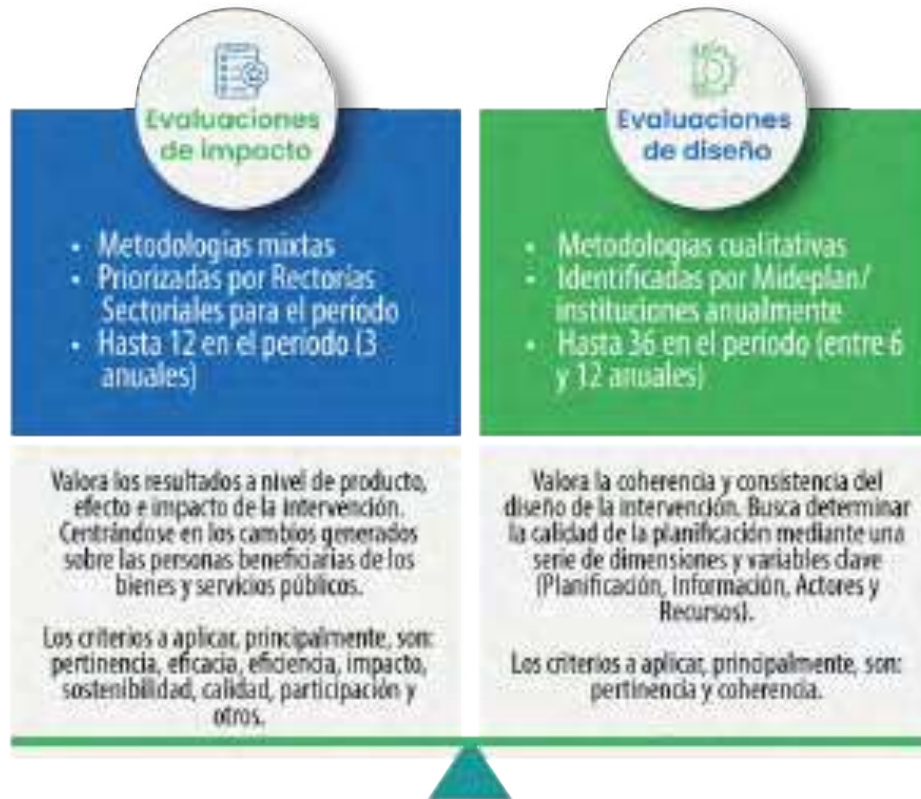 Evaluaciones
de impacto
• Metodologías mixtas
• Priorizadas por Rectorías
Sectoriales para el período
• Hasta 12 en el período (3
anuales)
Valora los resultados a nivel de producto,
efecto e impacto de la intervención.
Centrándose en los cambios generados
sobre las personas beneficiarias de los
bienes y servicios públicos.
Los criterios a aplicar, principalmente, son:
pertinencia, eficacia, eficiencia, impacto,
sostenibilidad, calidad, participación y
otros.
Evaluaciones
de diseño
• Metodologías cualitativas
• Identificadas por Mideplan/
instituciones anualmente
• Hasta 36 en el período (entre 6
y 12 anuales)
Valora la coherencia y consistencia del
diseño de la intervención. Busca determinar
la calidad de la planificación mediante una
serie de dimensiones y variables clave
(Planificación, Información, Actores y
Recursos).
Los criterios a aplicar, principalmente, son:
pertinencia y coherencia.